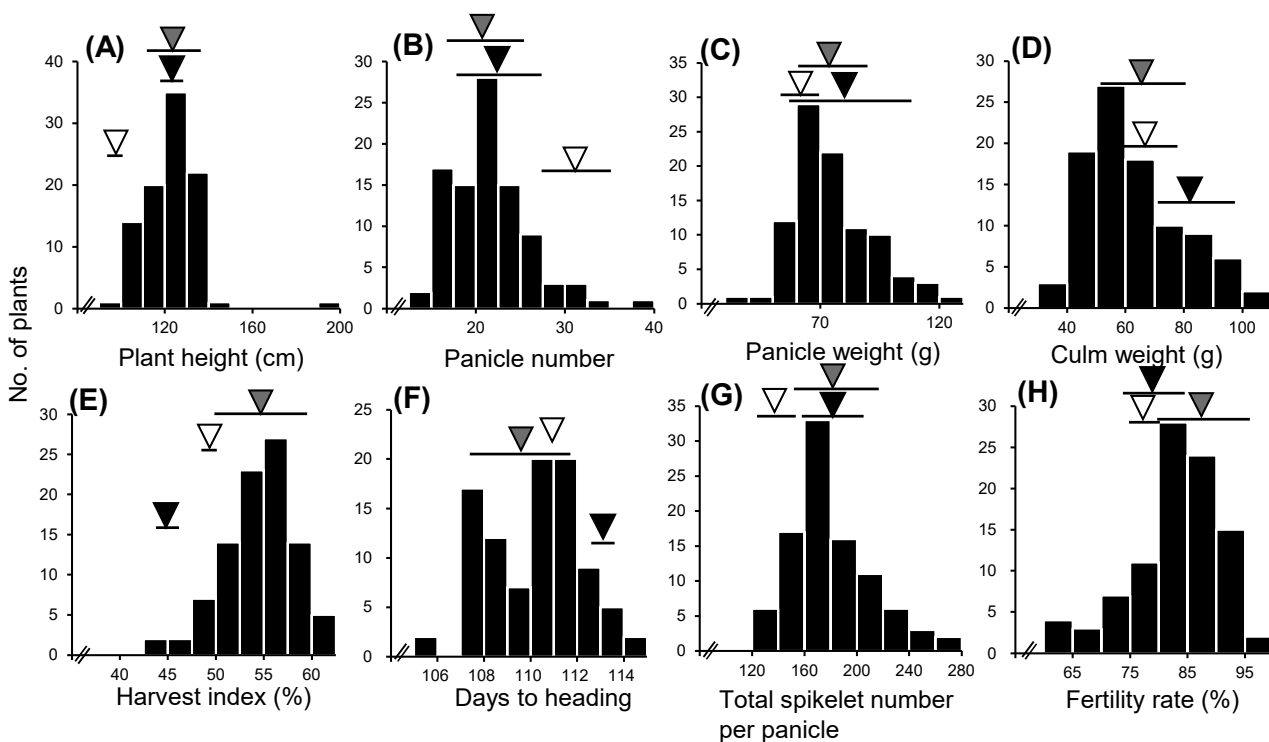 No. of plants
(A)
40
30
20
10
0
120 160 200
Plant height (cm)
(B)
30
25
20
15
10
5
0
20 30 40
Panicle number
(C)
35
30
25
20
15
10
5
0
70 120
Panicle weight (g)
(D)
30
25
20
15
10
5
0
40 60 80 100
Culm weight (g)
(E)
30
25
20
15
10
5
0
40 45 50 55 60
Harvest index (%)
(F)
25
20
15
10
5
0
106 108 110 112 114
Days to heading
(G)
35
30
25
20
15
10
5
0
120 160 200 240 280
Total spikelet number
per panicle
(H)
30
25
20
15
10
5
0
65 75 85 95
Fertility rate (%)